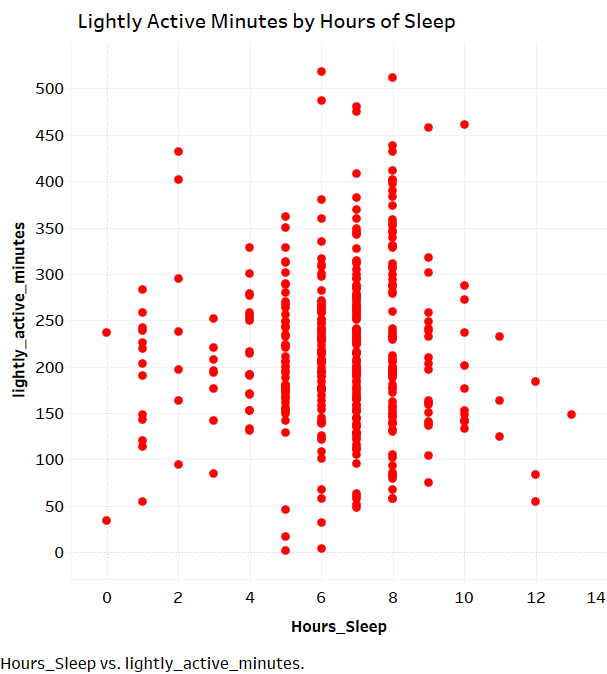 Lightly Active Minutes by Hours of Sleep
500
450
400
350
300
250
200
150
100
50
0
lightly_active_minutes
0 2 4 6 8 10 12 14
Hours_Sleep
Hours_Sleep vs. lightly_active_minutes.